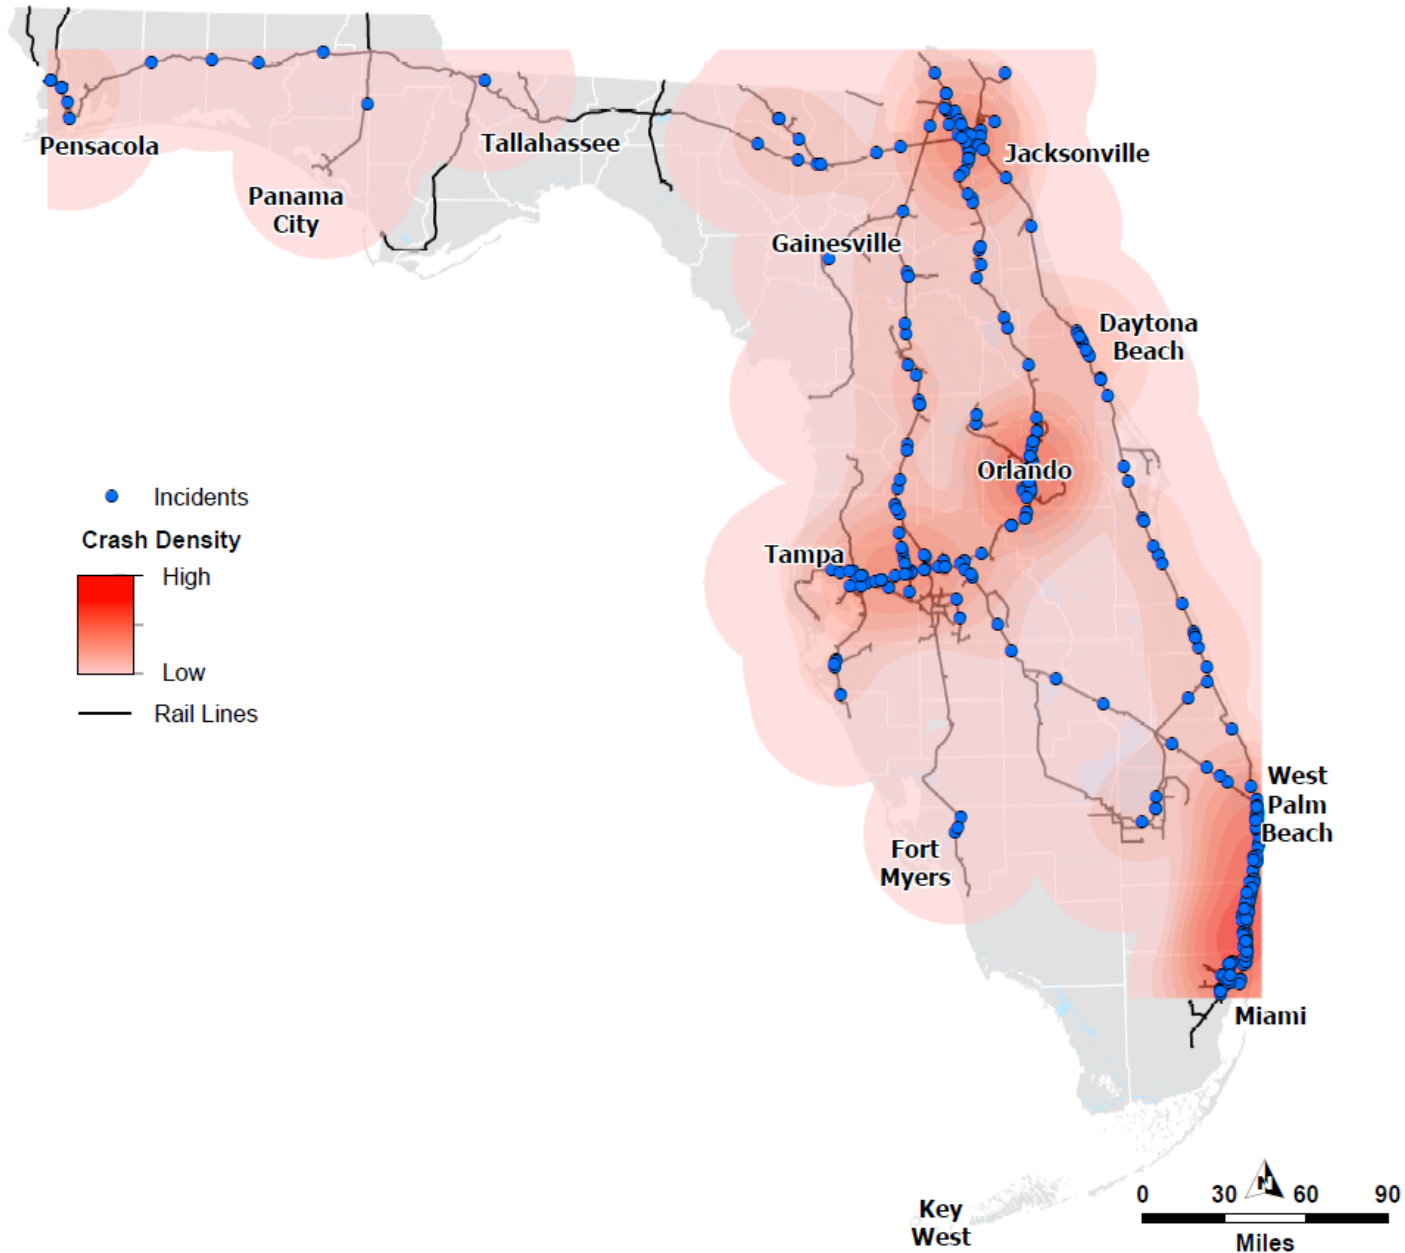 Pensacola
Tallahassee
Jacksonville
Panama
City
Gainesville
Daytona
Beach
Orlando
Incidents
Crash Density
High
Low
Rail Lines
Tampa
West
Palm
Beach
Fort
Myers
Miami
Key
West
N
0 30 60 90
Miles